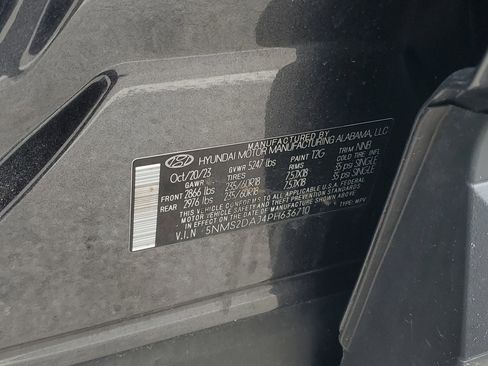 MANUFACTURED BY
HYUNDAI MOTOR MANUFACTURING ALABAMA, LLC
Oct/20/23 GVWR 5247 lbs PAINT T2G TRIM NNB
GAWR TIRES COLD TIRE INF.
FRONT 2866 lbs 235/60R18 7.5JX18 35 psi SINGLE
REAR 2976 lbs 235/60R18 7.5JX18 35 psi SINGLE
THIS VEHICLE CONFORMS TO ALL APPLICABLE U.S. FEDERAL
MOTOR VEHICLE SAFETY AND THEFT PREVENTION STANDARDS
IN EFFECT ON THE DATE OF MANUFACTURE SHOWN ABOVE.
V.I.N 5NMS2DAJ4PH636710 TYPE: MPV